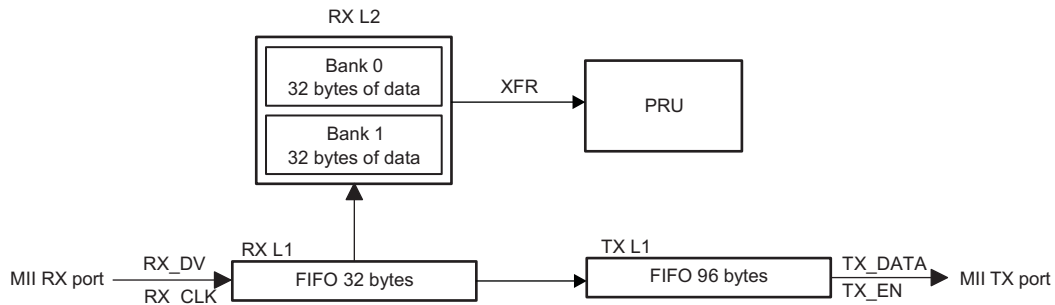 RX L2
Bank 0
32 bytes of data
XFR
PRU
Bank 1
32 bytes of data
RX L1
TX L1
MII RX port
RX_DV
RX_CLK
FIFO 32 bytes
FIFO 96 bytes
TX_DATA
TX_EN
MII TX port